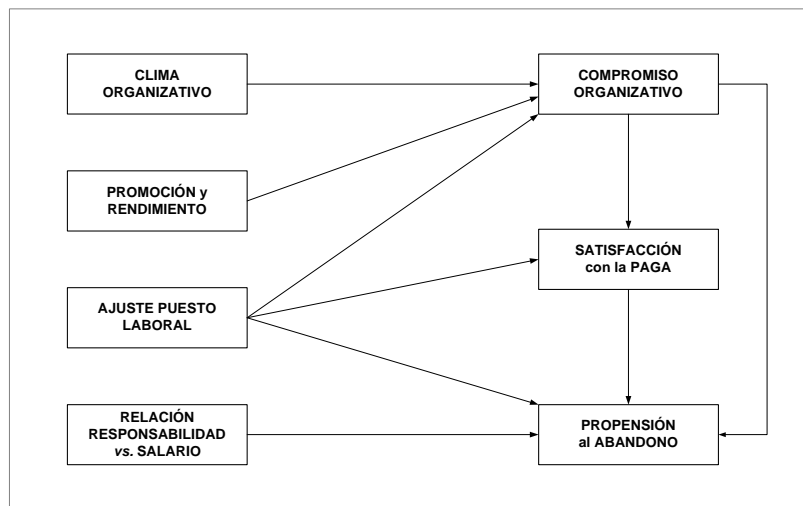 CLIMA
ORGANIZATIVO
COMPROMISO
ORGANIZATIVO
PROMOCIÓN y
RENDIMIENTO
SATISFACCIÓN
con la PAGA
AJUSTE PUESTO
LABORAL
RELACIÓN
RESPONSABILIDAD
vs. SALARIO
PROPENSIÓN
al ABANDONO